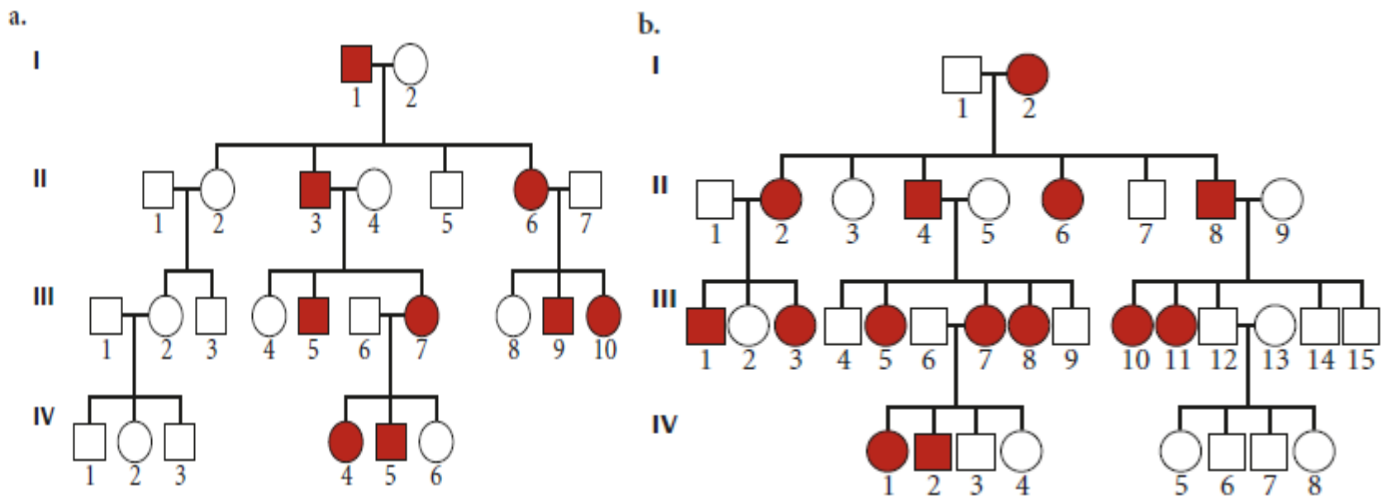 a.
I
1 2
II
1 2 3 4 5 6 7
III
1 2 3 4 5 6 7 8 9 10
IV
1 2 3 4 5 6
b.
I
1 2
II
1 2 3 4 5 6 7 8 9
III
1 2 3 4 5 6 7 8 9 10 11 12 13 14 15
IV
1 2 3 4 5 6 7 8